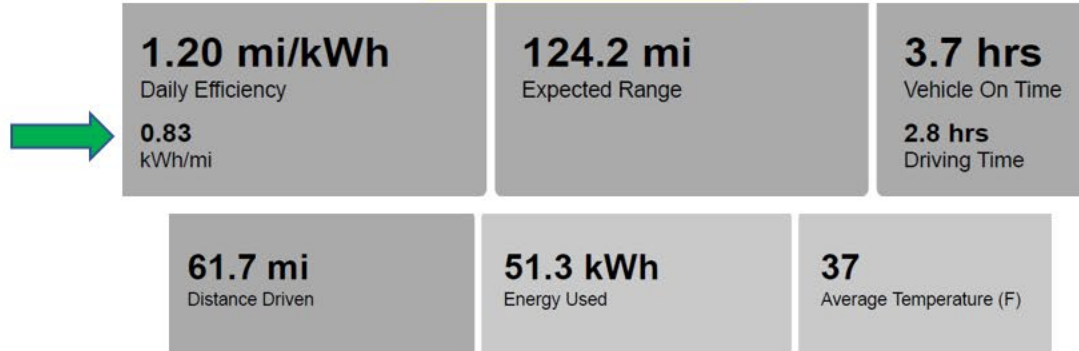 1.20 mi/kWh
Daily Efficiency
0.83
kWh/mi
124.2 mi
Expected Range
3.7 hrs
Vehicle On Time
2.8 hrs
Driving Time
61.7 mi
Distance Driven
51.3 kWh
Energy Used
37
Average Temperature (F)